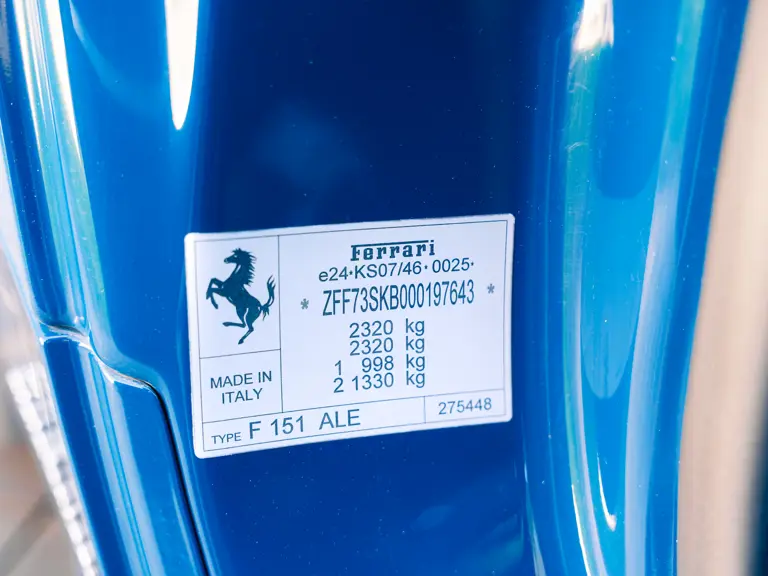 Ferrari
e24*KS07/46*0025*
* ZFF73SKB000197643 *
2320 kg
2320 kg
1 998 kg
2 1330 kg
MADE IN
ITALY
TYPE F 151 ALE
275448